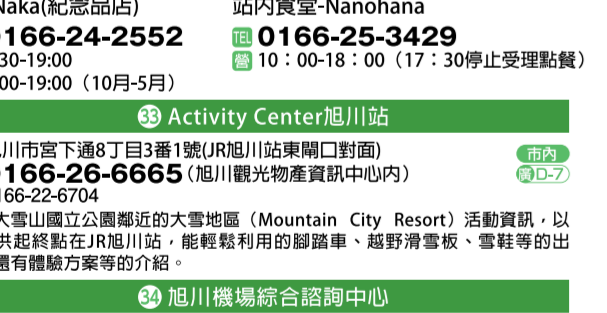 Naka(紀念品店)
站內食堂-Nanohana
166-24-2552
TEL 0166-25-3429
30-19:00
營 10：00-18：00（17：30停止受理點餐）
00-19:00（10月-5月）
33 Activity Center旭川站
川市宮下通8丁目3番1號(JR旭川站東閘口對面)
市內
166-26-6665（旭川觀光物產資訊中心内）
廣D-7
166-22-6704
大雪山國立公園鄰近的大雪地區（Mountain City Resort）活動資訊，以
共起終點在JR旭川站，能輕鬆利用的腳踏車、越野滑雪板、雪鞋等的出
還有體驗方案等的介紹。
34 旭川機場綜合諮詢中心